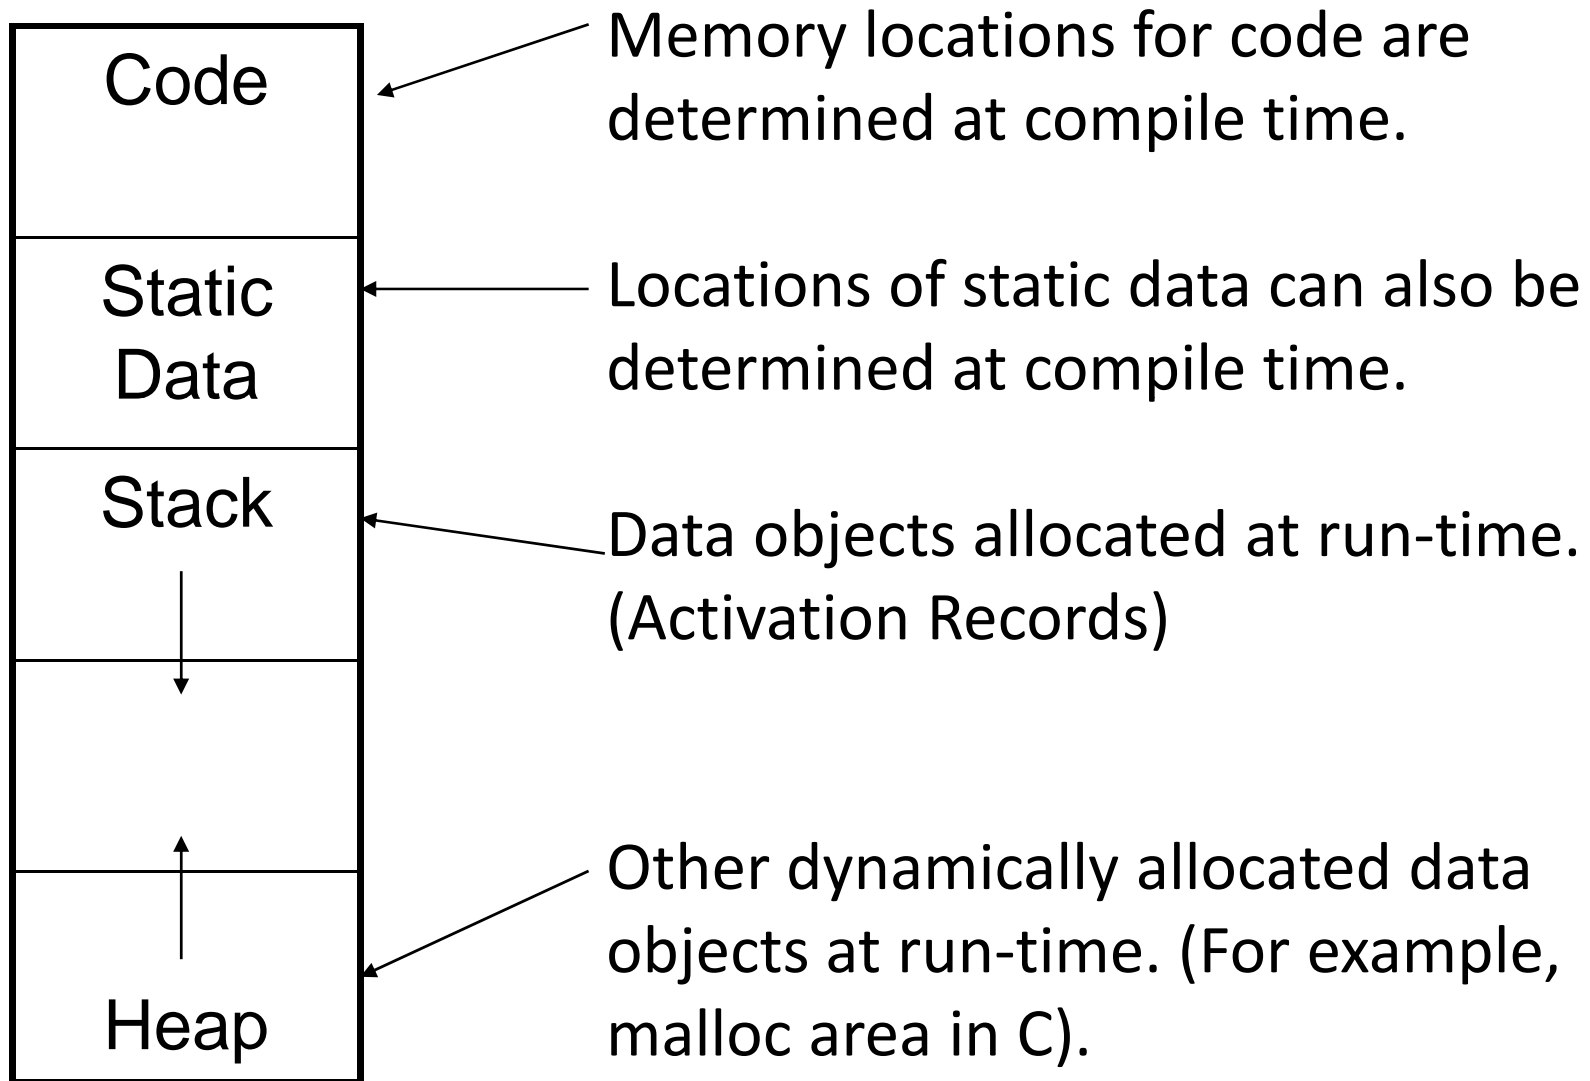 Code
Memory locations for code are
determined at compile time.
Static
Data
Locations of static data can also be
determined at compile time.
Stack
Data objects allocated at run-time.
(Activation Records)
Other dynamically allocated data
objects at run-time. (For example,
malloc area in C).
Heap